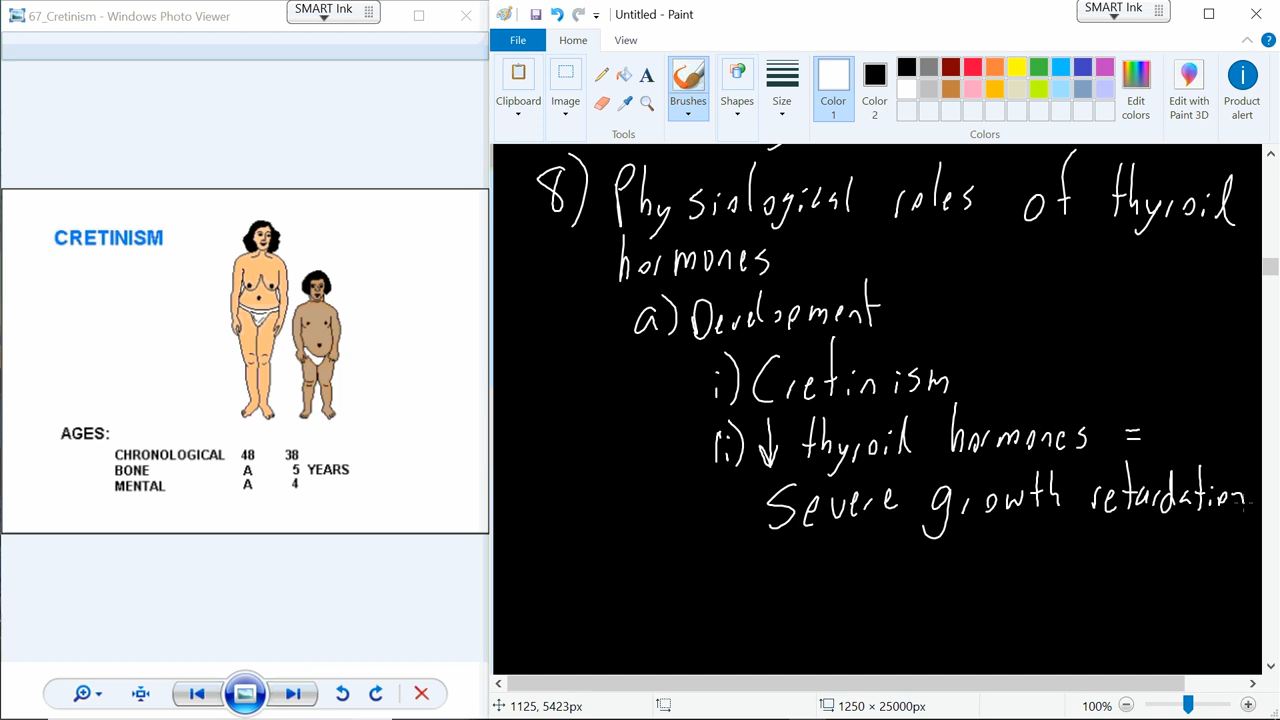 67_Cretinism - Windows Photo Viewer
SMART Ink
CRETINISM
AGES:
CHRONOLOGICAL 48 38
BONE A 5 YEARS
MENTAL A 4
Untitled - Paint
SMART Ink
File Home View
Clipboard
Image
Tools
Brushes
Shapes
Size
Color 1
Color 2
Edit colors
Colors
Edit with Paint 3D
Product alert
8) Physiological roles of thyroid
hormones
a) Development
i) Cretinism
ii) ↓ thyroid hormones =
Severe growth retardation
1125, 5423px
1250 × 25000px
100%